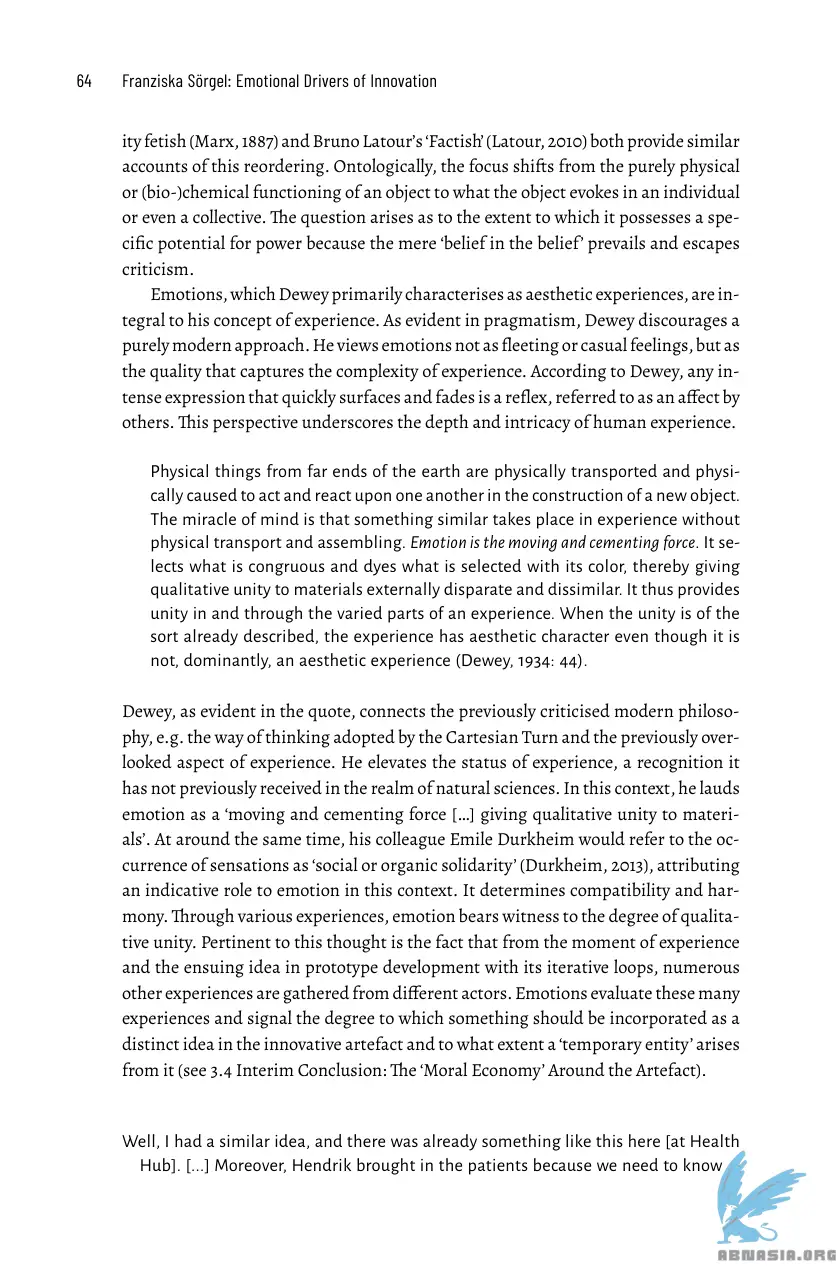 64 Franziska Sörgel: Emotional Drivers of Innovation
ity fetish (Marx, 1887) and Bruno Latour’s ‘Factish’ (Latour, 2010) both provide similar
accounts of this reordering. Ontologically, the focus shifts from the purely physical
or (bio-)chemical functioning of an object to what the object evokes in an individual
or even a collective. The question arises as to the extent to which it possesses a spe-
cific potential for power because the mere ‘belief in the belief’ prevails and escapes
criticism.
Emotions, which Dewey primarily characterises as aesthetic experiences, are in-
tegral to his concept of experience. As evident in pragmatism, Dewey discourages a
purely modern approach. He views emotions not as fleeting or casual feelings, but as
the quality that captures the complexity of experience. According to Dewey, any in-
tense expression that quickly surfaces and fades is a reflex, referred to as an affect by
others. This perspective underscores the depth and intricacy of human experience.
Physical things from far ends of the earth are physically transported and physi-
cally caused to act and react upon one another in the construction of a new object.
The miracle of mind is that something similar takes place in experience without
physical transport and assembling. Emotion is the moving and cementing force. It se-
lects what is congruous and dyes what is selected with its color, thereby giving
qualitative unity to materials externally disparate and dissimilar. It thus provides
unity in and through the varied parts of an experience. When the unity is of the
sort already described, the experience has aesthetic character even though it is
not, dominantly, an aesthetic experience (Dewey, 1934: 44).
Dewey, as evident in the quote, connects the previously criticised modern philoso-
phy, e.g. the way of thinking adopted by the Cartesian Turn and the previously over-
looked aspect of experience. He elevates the status of experience, a recognition it
has not previously received in the realm of natural sciences. In this context, he lauds
emotion as a ‘moving and cementing force [...] giving qualitative unity to materi-
als’. At around the same time, his colleague Emile Durkheim would refer to the oc-
currence of sensations as ‘social or organic solidarity’ (Durkheim, 2013), attributing
an indicative role to emotion in this context. It determines compatibility and har-
mony. Through various experiences, emotion bears witness to the degree of qualita-
tive unity. Pertinent to this thought is the fact that from the moment of experience
and the ensuing idea in prototype development with its iterative loops, numerous
other experiences are gathered from different actors. Emotions evaluate these many
experiences and signal the degree to which something should be incorporated as a
distinct idea in the innovative artefact and to what extent a ‘temporary entity’ arises
from it (see 3.4 Interim Conclusion: The ‘Moral Economy’ Around the Artefact).
Well, I had a similar idea, and there was already something like this here [at Health
Hub]. [...] Moreover, Hendrik brought in the patients because we need to know
ABNASIA.ORG